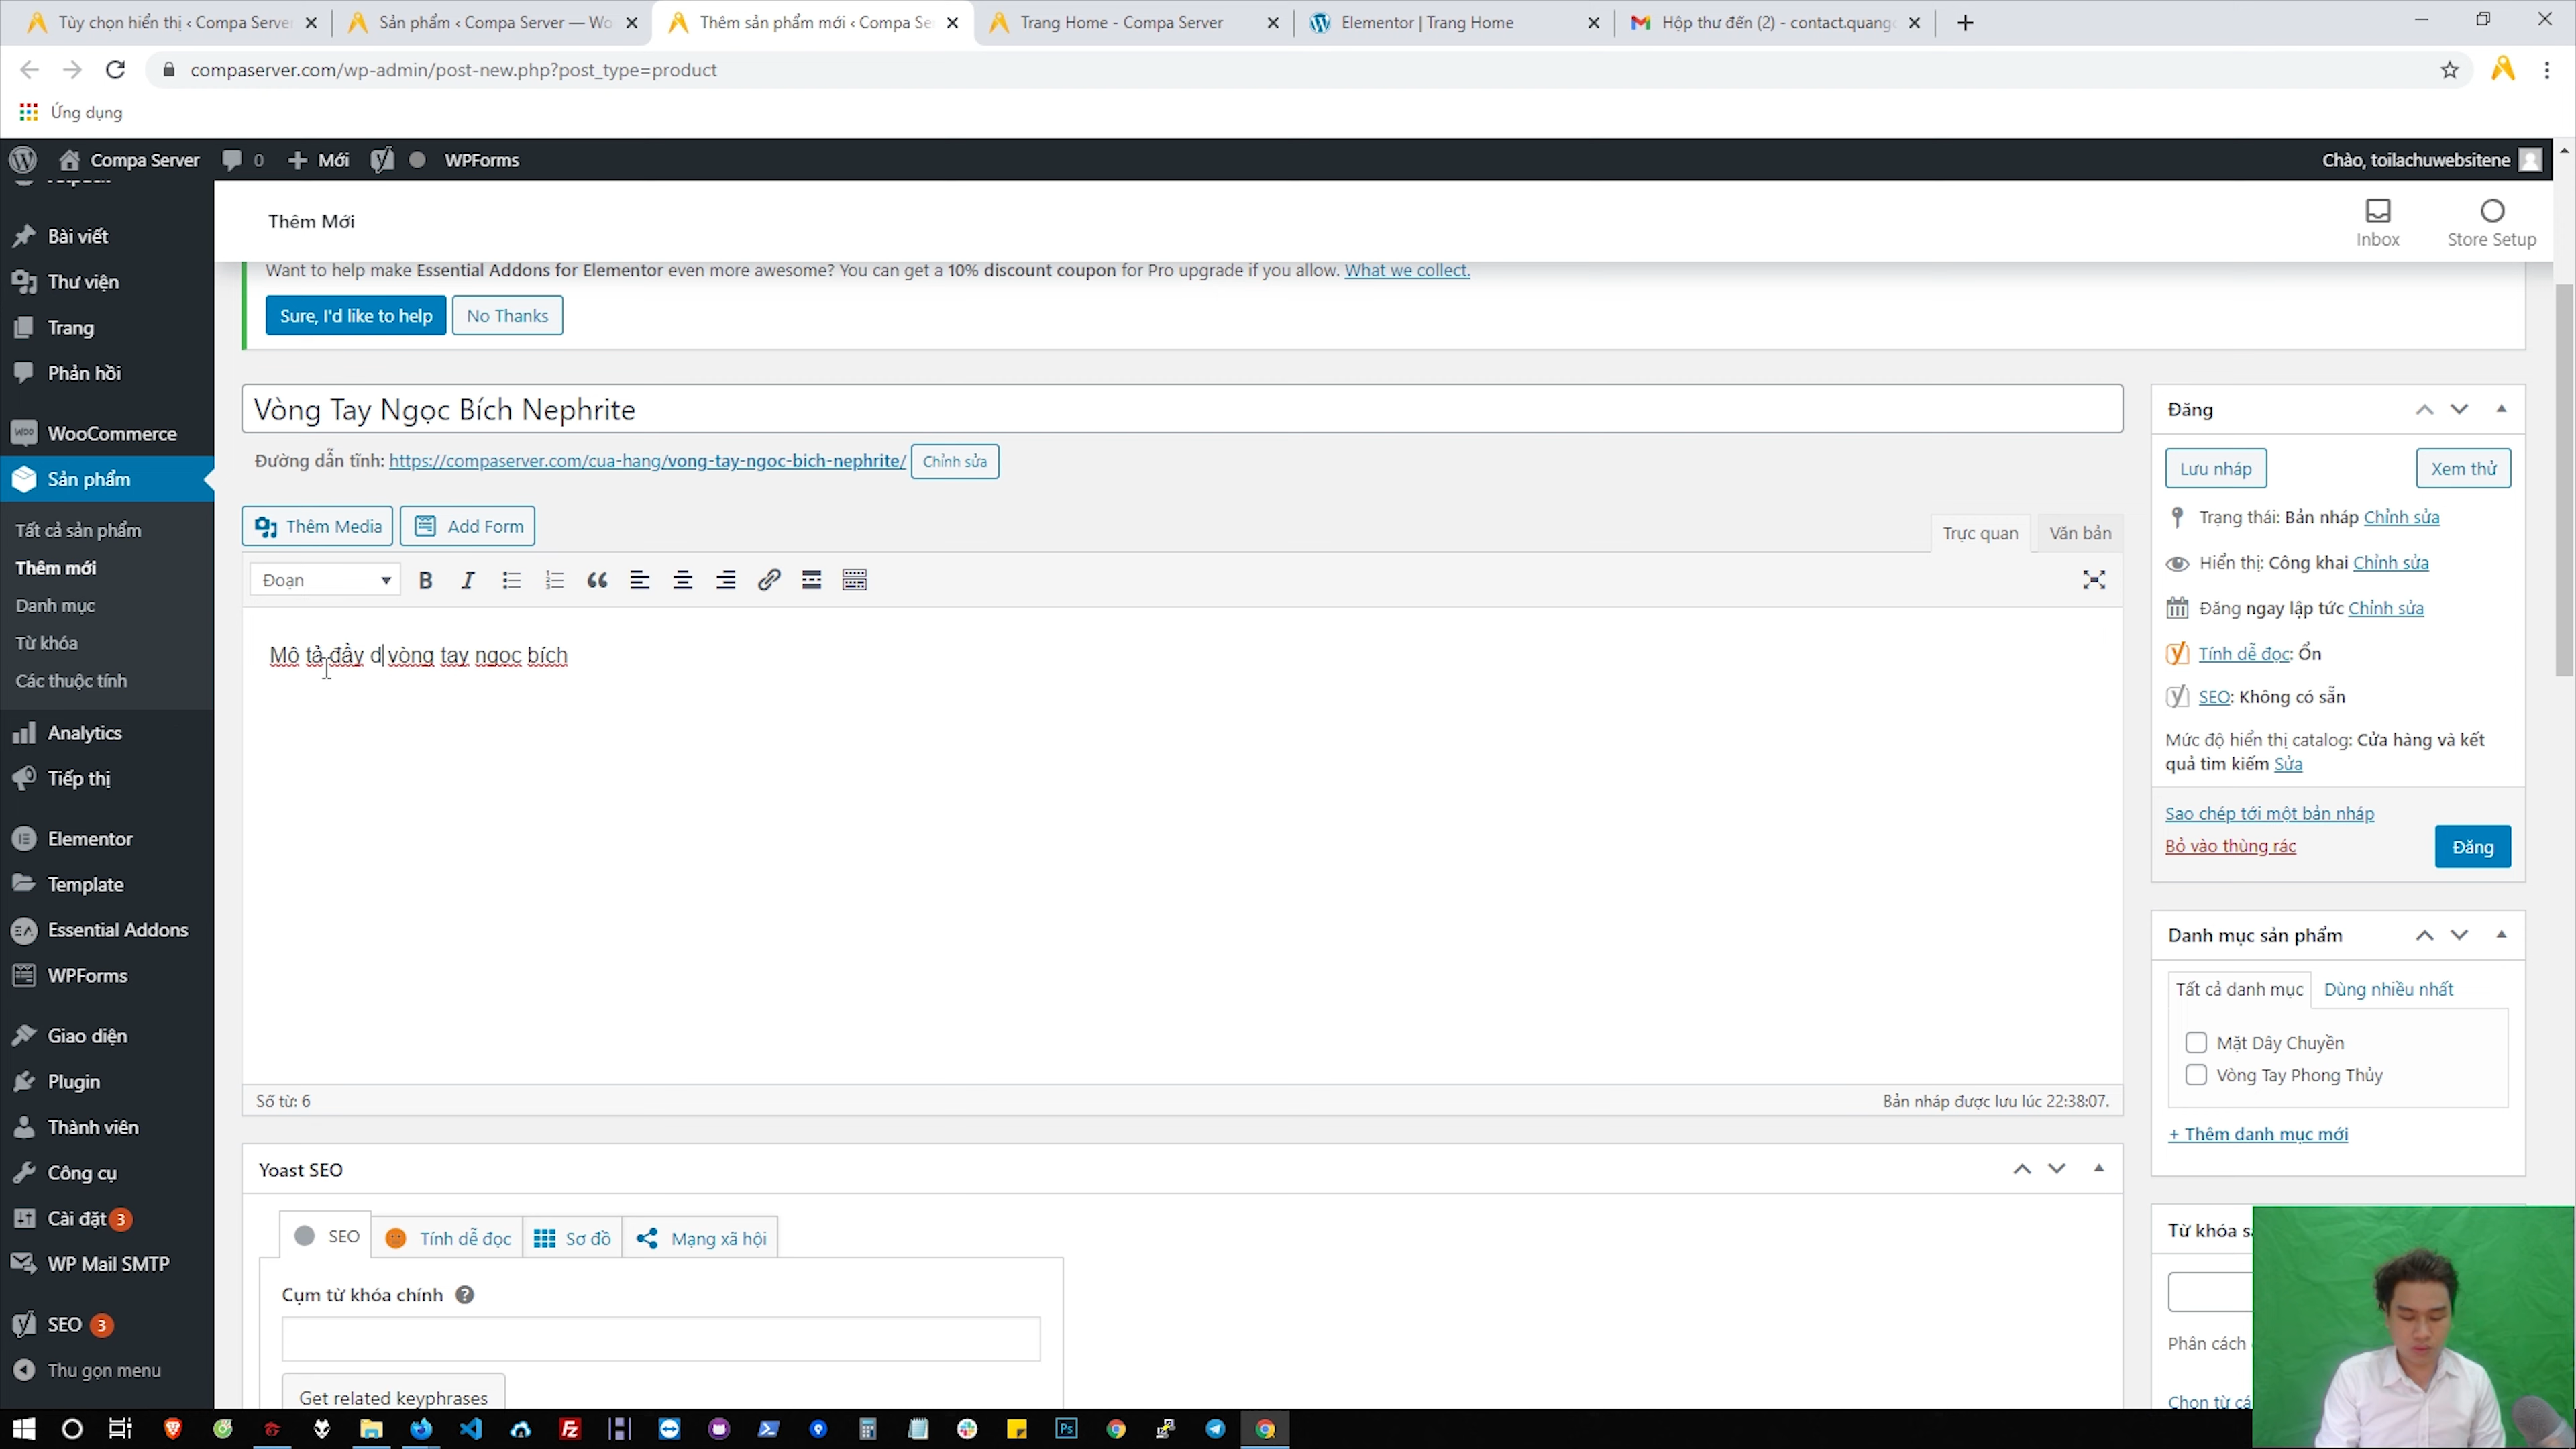 Tùy chọn hiển thị ‹ Compa Server
Sản phẩm ‹ Compa Server — Wo
Thêm sản phẩm mới ‹ Compa Se
Trang Home - Compa Server
Elementor | Trang Home
Hộp thư đến (2) - contact.quang
compaserver.com/wp-admin/post-new.php?post_type=product
Ứng dụng
Compa Server
0
Mới
WPForms
Chào, toilachuwebsitene
Bài viết
Thư viện
Trang
Phản hồi
WooCommerce
Sản phẩm
Tất cả sản phẩm
Thêm mới
Danh mục
Từ khóa
Các thuộc tính
Analytics
Tiếp thị
Elementor
Template
Essential Addons
WPForms
Giao diện
Plugin
Thành viên
Công cụ
Cài đặt 3
WP Mail SMTP
SEO 3
Thu gọn menu
Thêm Mới
Inbox
Store Setup
Want to help make Essential Addons for Elementor even more awesome? You can get a 10% discount coupon for Pro upgrade if you allow. What we collect.
Sure, I'd like to help
No Thanks
Vòng Tay Ngọc Bích Nephrite
Đường dẫn tĩnh: https://compaserver.com/cua-hang/vong-tay-ngoc-bich-nephrite/ Chỉnh sửa
Thêm Media
Add Form
Trực quan
Văn bản
Đoạn
Mô tả đầy d vòng tay ngọc bích
Số từ: 6
Bản nháp được lưu lúc 22:38:07.
Yoast SEO
SEO
Tính dễ đọc
Sơ đồ
Mạng xã hội
Cụm từ khóa chính
Get related keyphrases
Đăng
Lưu nháp
Xem thử
Trạng thái: Bản nháp Chỉnh sửa
Hiển thị: Công khai Chỉnh sửa
Đăng ngay lập tức Chỉnh sửa
Tính dễ đọc: Ổn
SEO: Không có sẵn
Mức độ hiển thị catalog: Cửa hàng và kết
quả tìm kiếm Sửa
Sao chép tới một bản nháp
Bỏ vào thùng rác
Đăng
Danh mục sản phẩm
Tất cả danh mục
Dùng nhiều nhất
Mặt Dây Chuyền
Vòng Tay Phong Thủy
+ Thêm danh mục mới
Từ khóa s
Phân cách
Chọn từ cá